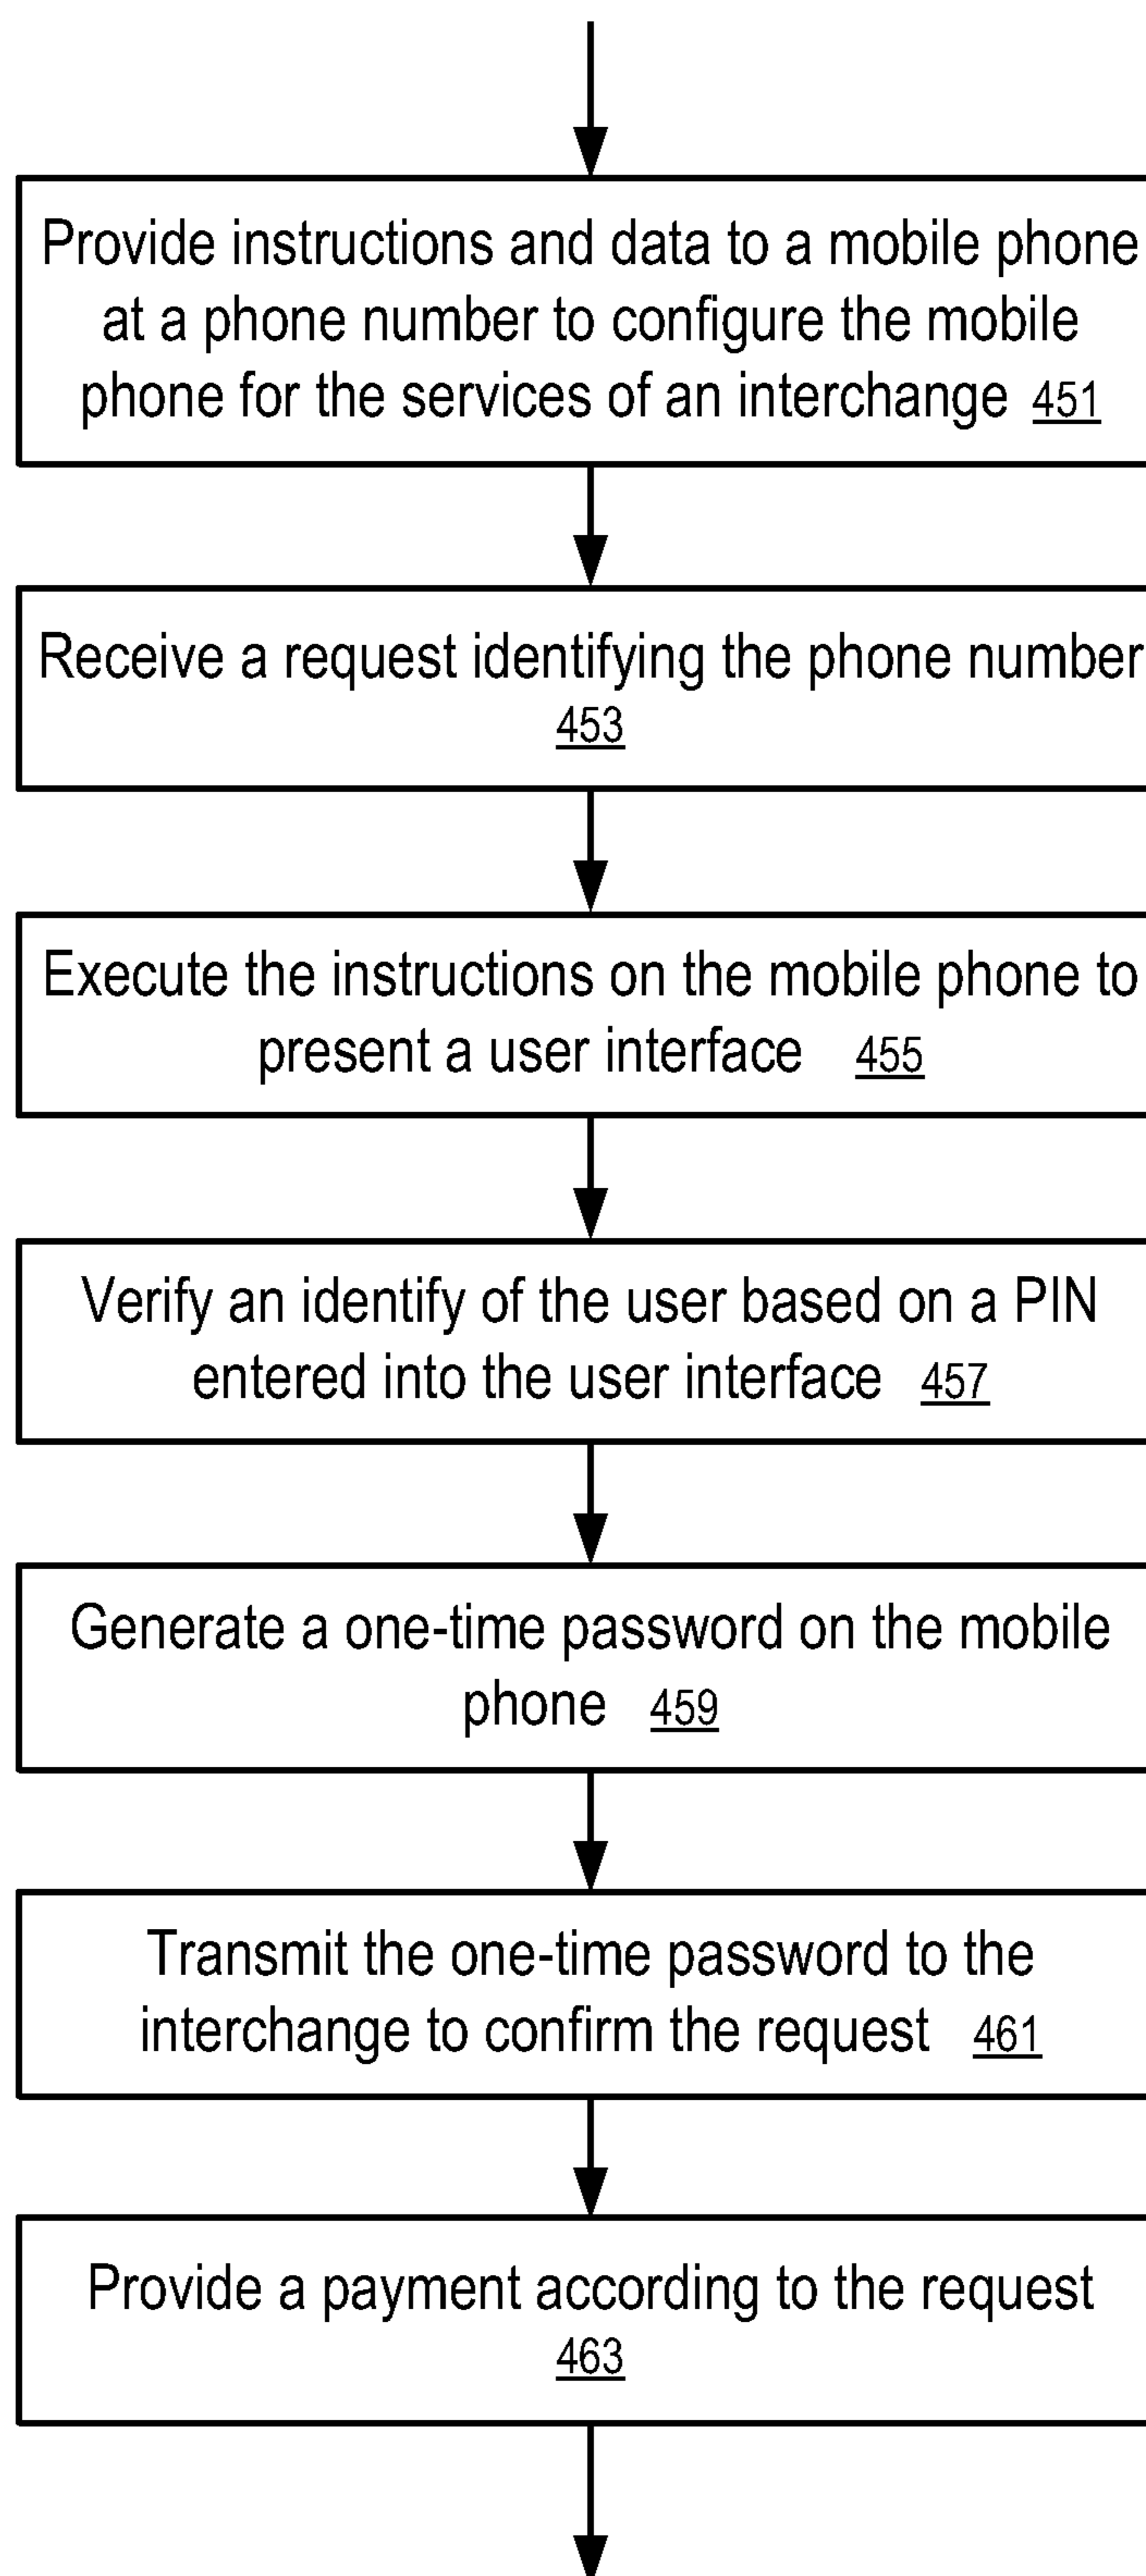 Provide instructions and data to a mobile phone
at a phone number to configure the mobile
phone for the services of an interchange 451
Receive a request identifying the phone number
453
Execute the instructions on the mobile phone to
present a user interface 455
Verify an identify of the user based on a PIN
entered into the user interface 457
Generate a one-time password on the mobile
phone 459
Transmit the one-time password to the
interchange to confirm the request 461
Provide a payment according to the request
463